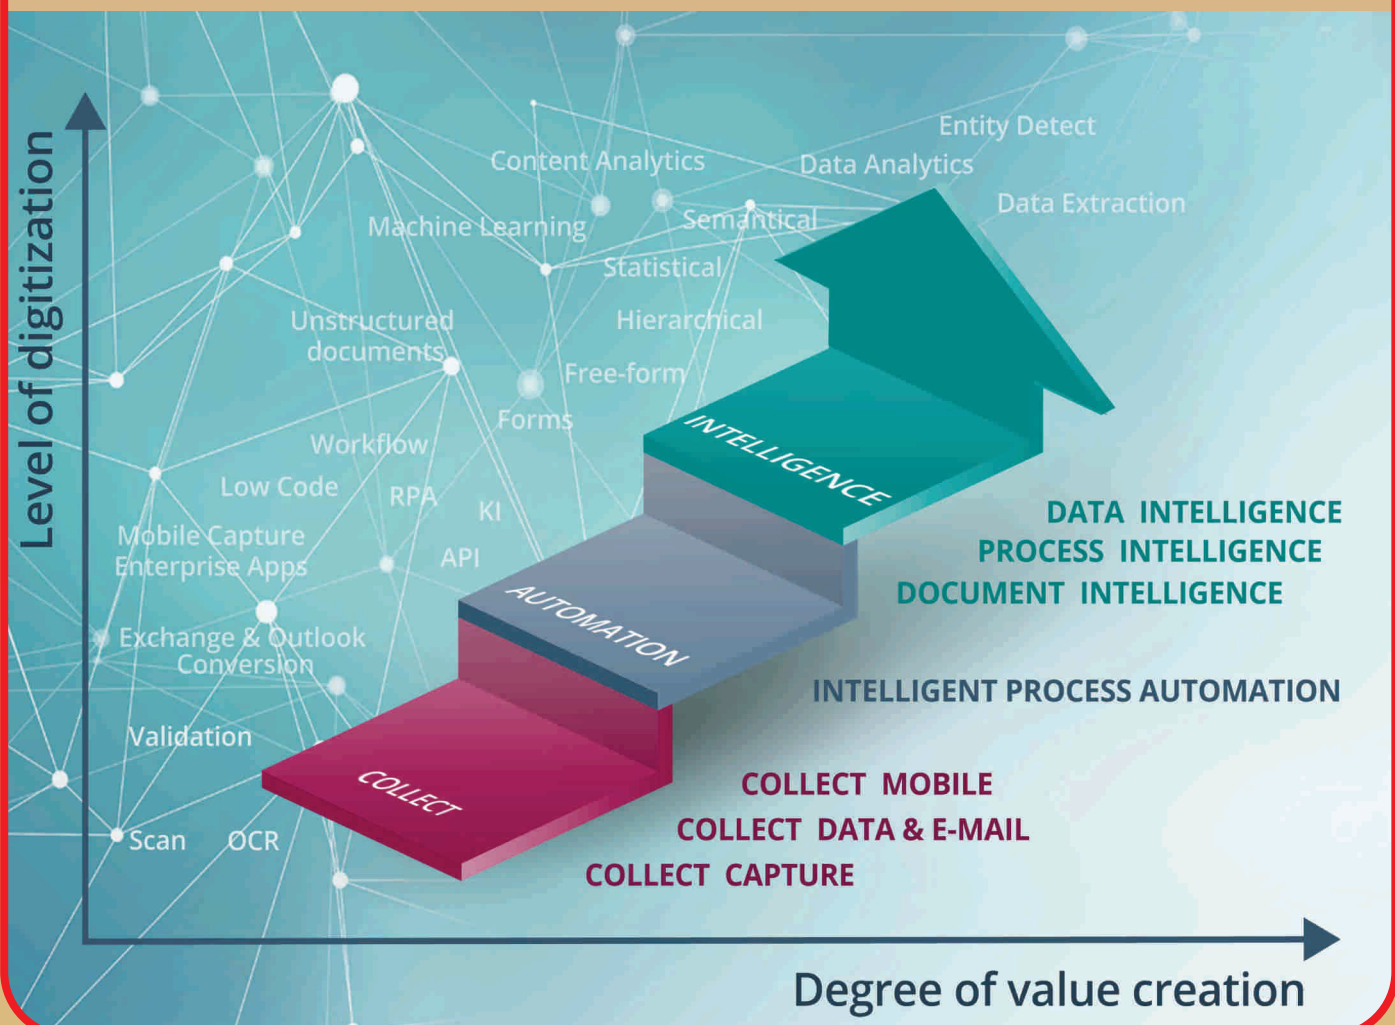 Level of digitization
Entity Detect
Content Analytics
Data Analytics
Data Extraction
Machine Learning
Semantical
Statistical
Unstructured
documents
Hierarchical
Free-form
Forms
Workflow
Low Code
RPA
KI
Mobile Capture
Enterprise Apps
API
Exchange & Outlook
Conversion
Validation
Scan
OCR
INTELLIGENCE
AUTOMATION
COLLECT
DATA INTELLIGENCE
PROCESS INTELLIGENCE
DOCUMENT INTELLIGENCE
INTELLIGENT PROCESS AUTOMATION
COLLECT MOBILE
COLLECT DATA & E-MAIL
COLLECT CAPTURE
Degree of value creation